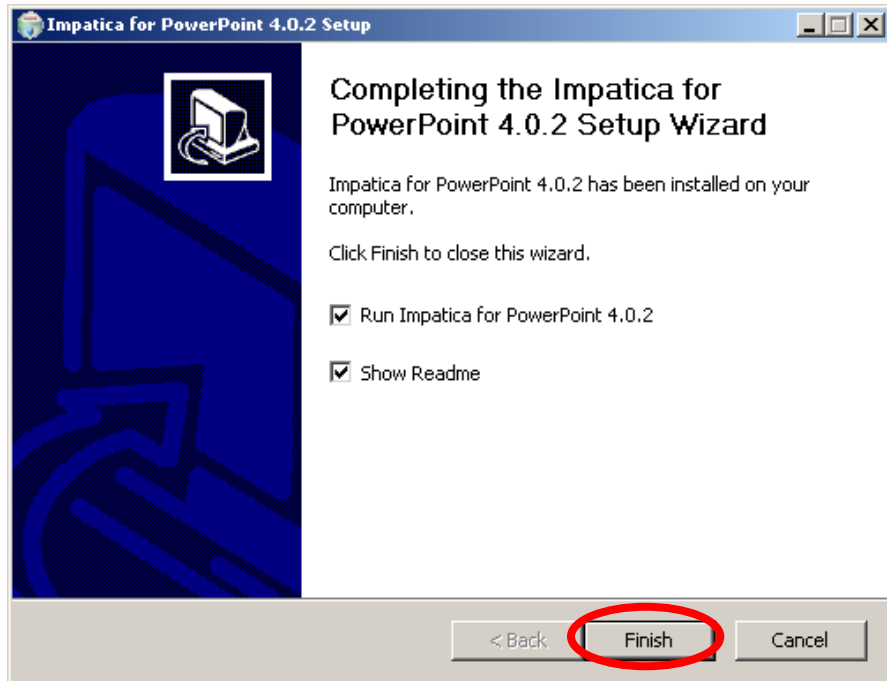 Impatica for PowerPoint 4.0.2 Setup
Completing the Impatica for
PowerPoint 4.0.2 Setup Wizard
Impatica for PowerPoint 4.0.2 has been installed on your
computer.
Click Finish to close this wizard.
Run Impatica for PowerPoint 4.0.2
Show Readme
< Back Finish Cancel